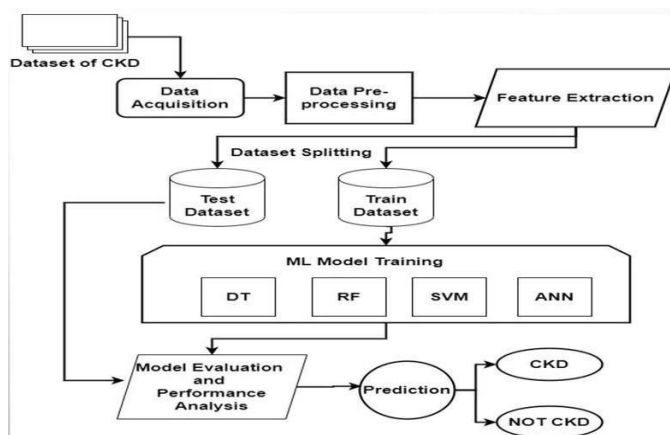 Dataset of CKD
Data
Acquisition
Data Pre-
processing
Feature Extraction
Dataset Splitting
Test
Dataset
Train
Dataset
ML Model Training
DT
RF
SVM
ANN
Model Evaluation
and
Performance
Analysis
Prediction
CKD
NOT CKD